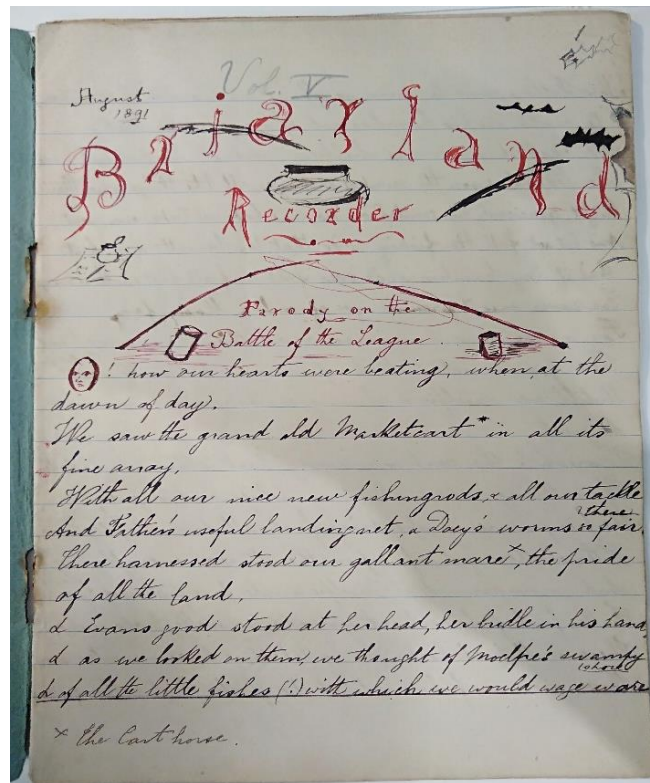 Vol. V
August
1891
Briarland
Recorder
Parody on the
Battle of the League.
O! how our hearts were beating, when, at the
dawn of day.
We saw the grand old Marketcart * in all its
fine array,
With all our nice new fishingrods, & all our tackle
there
And Father's useful landingnet, & Doey's worms so fair,
There harnessed stood our gallant mare x, the pride
of all the land,
& Evans good stood at her head, her bridle in his hand,
& as we looked on them, we thought of Moelfre's swampy
shore
& of all the little fishes (!) with which we would wage ware
x The Cart horse.